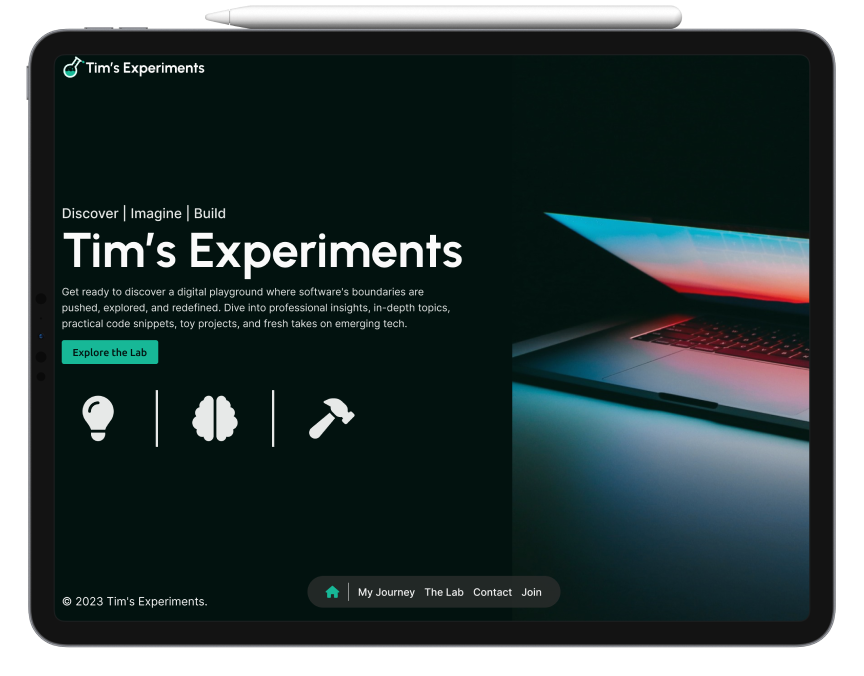 Tim's Experiments
Discover | Imagine | Build
Tim's Experiments
Get ready to discover a digital playground where software's boundaries are
pushed, explored, and redefined. Dive into professional insights, in-depth topics,
practical code snippets, toy projects, and fresh takes on emerging tech.
Explore the Lab
My Journey The Lab Contact Join
© 2023 Tim's Experiments.